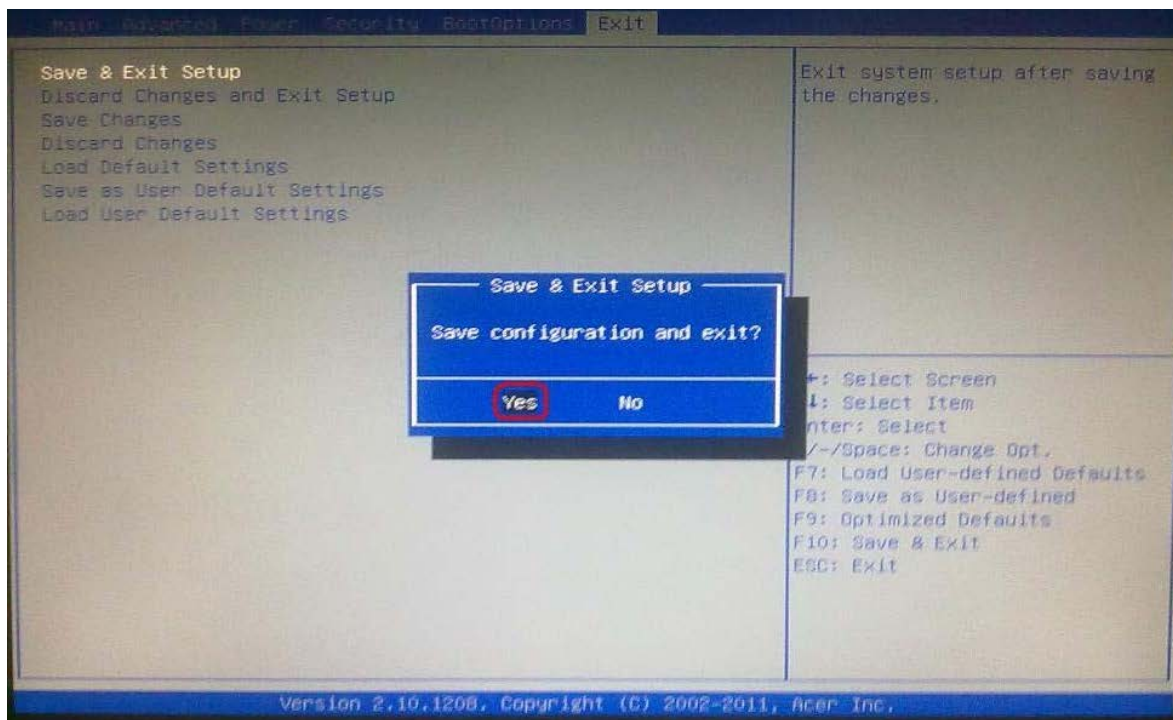 Main Advanced Power Security BootOptions Exit
Save & Exit Setup
Discard Changes and Exit Setup
Save Changes
Discard Changes
Load Default Settings
Save as User Default Settings
Load User Default Settings
Exit system setup after saving
the changes.
Save & Exit Setup
Save configuration and exit?
Yes No
←: Select Screen
↓: Select Item
nter: Select
/-/Space: Change Opt.
F7: Load User-defined Defaults
F8: Save as User-defined
F9: Optimized Defaults
F10: Save & Exit
ESC: Exit
Version 2.10.1208. Copyright (C) 2002-2011, Acer Inc.